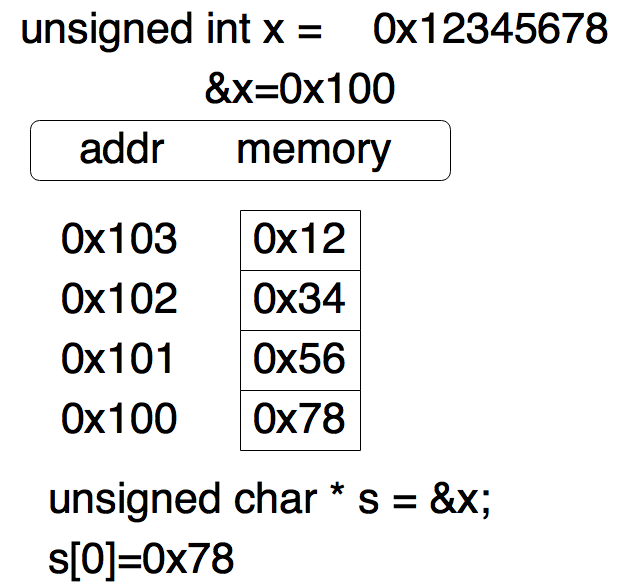 unsigned int x = 0x12345678
&x=0x100
addr memory
0x103 0x12
0x102 0x34
0x101 0x56
0x100 0x78
unsigned char * s = &x;
s[0]=0x78